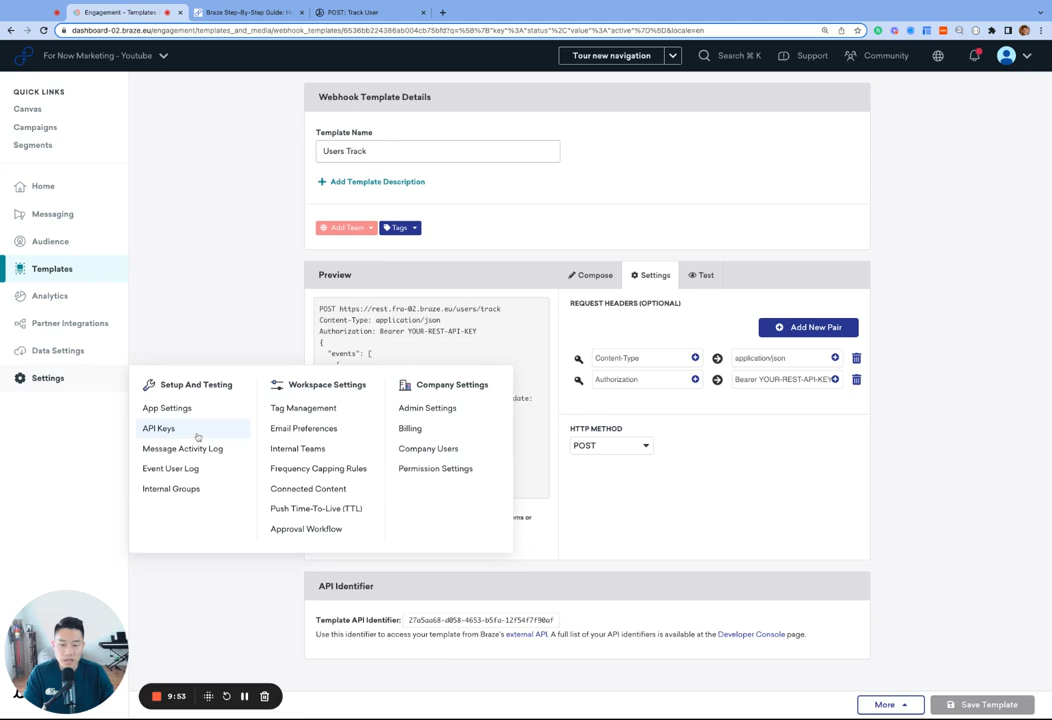 Engagement - Templates
Braze Step-By-Step Guide: H
POST: Track User
dashboard-02.braze.eu/engagement/templates_and_media/webhook_templates/6536bb224386ab004cb75bfd?q=%5B%7B"key"%3A"status"%2C"value"%3A"active"%7D%5D&locale=en
For Now Marketing - Youtube
Tour new navigation
Search ⌘ K
Support
Community
QUICK LINKS
Canvas
Campaigns
Segments
Home
Messaging
Audience
Templates
Analytics
Partner Integrations
Data Settings
Settings
Webhook Template Details
Template Name
Users Track
Add Template Description
Add Team
Tags
Preview
Compose
Settings
Test
POST https://rest.fra-02.braze.eu/users/track
Content-Type: application/json
Authorization: Bearer YOUR-REST-API-KEY
{
"events": [
date:
ms or
REQUEST HEADERS (OPTIONAL)
Add New Pair
Content-Type
application/json
Authorization
Bearer YOUR-REST-API-KEY
HTTP METHOD
POST
Setup And Testing
App Settings
API Keys
Message Activity Log
Event User Log
Internal Groups
Workspace Settings
Tag Management
Email Preferences
Internal Teams
Frequency Capping Rules
Connected Content
Push Time-To-Live (TTL)
Approval Workflow
Company Settings
Admin Settings
Billing
Company Users
Permission Settings
API Identifier
Template API Identifier: 27a5aa68-d058-4653-b5fa-12f54f7f90af
Use this identifier to access your template from Braze's external API. A full list of your API identifiers is available at the Developer Console page.
9:53
More
Save Template